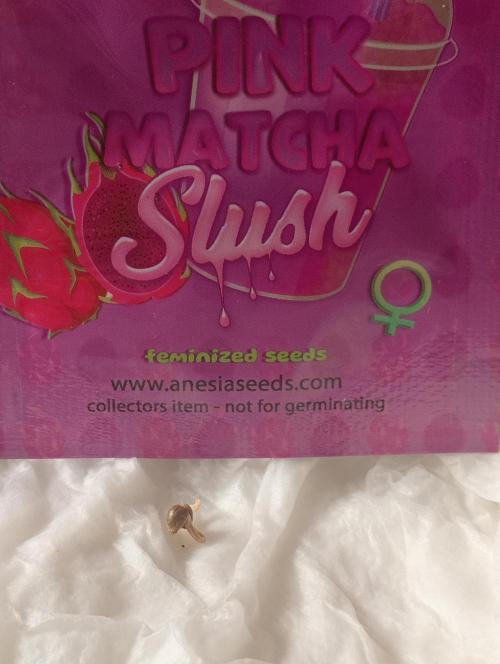 PINK
MATCHA
Slush
feminized seeds
www.anesiaseeds.com
collectors item - not for germinating